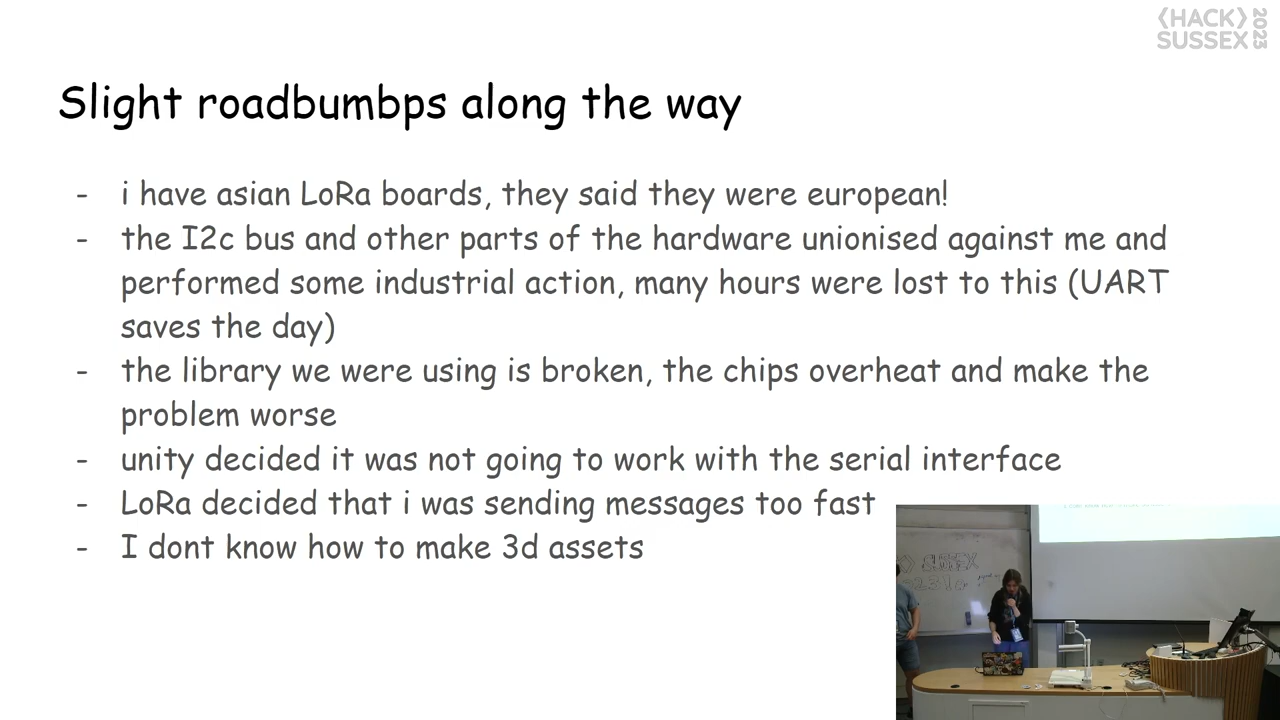 ⟨HACK⟩
SUSSEX
2023
Slight roadbumbps along the way
- i have asian LoRa boards, they said they were european!
- the I2c bus and other parts of the hardware unionised against me and
performed some industrial action, many hours were lost to this (UART
saves the day)
- the library we were using is broken, the chips overheat and make the
problem worse
- unity decided it was not going to work with the serial interface
- LoRa decided that i was sending messages too fast
- I dont know how to make 3d assets
SUSSEX